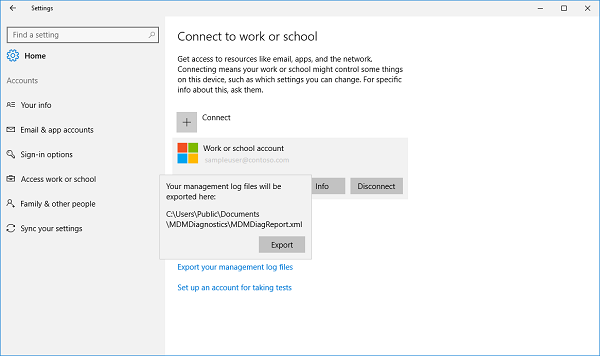 Settings
Find a setting
Home
Accounts
Your info
Email & app accounts
Sign-in options
Access work or school
Family & other people
Sync your settings
Connect to work or school
Get access to resources like email, apps, and the network.
Connecting means your work or school might control some things
on this device, such as which settings you can change. For specific
info about this, ask them.
Connect
Work or school account
sampleuser@contoso.com
Info
Disconnect
Your management log files will be
exported here:
C:\Users\Public\Documents
\MDMDiagnostics\MDMDiagReport.xml
Export
Export your management log files
Set up an account for taking tests